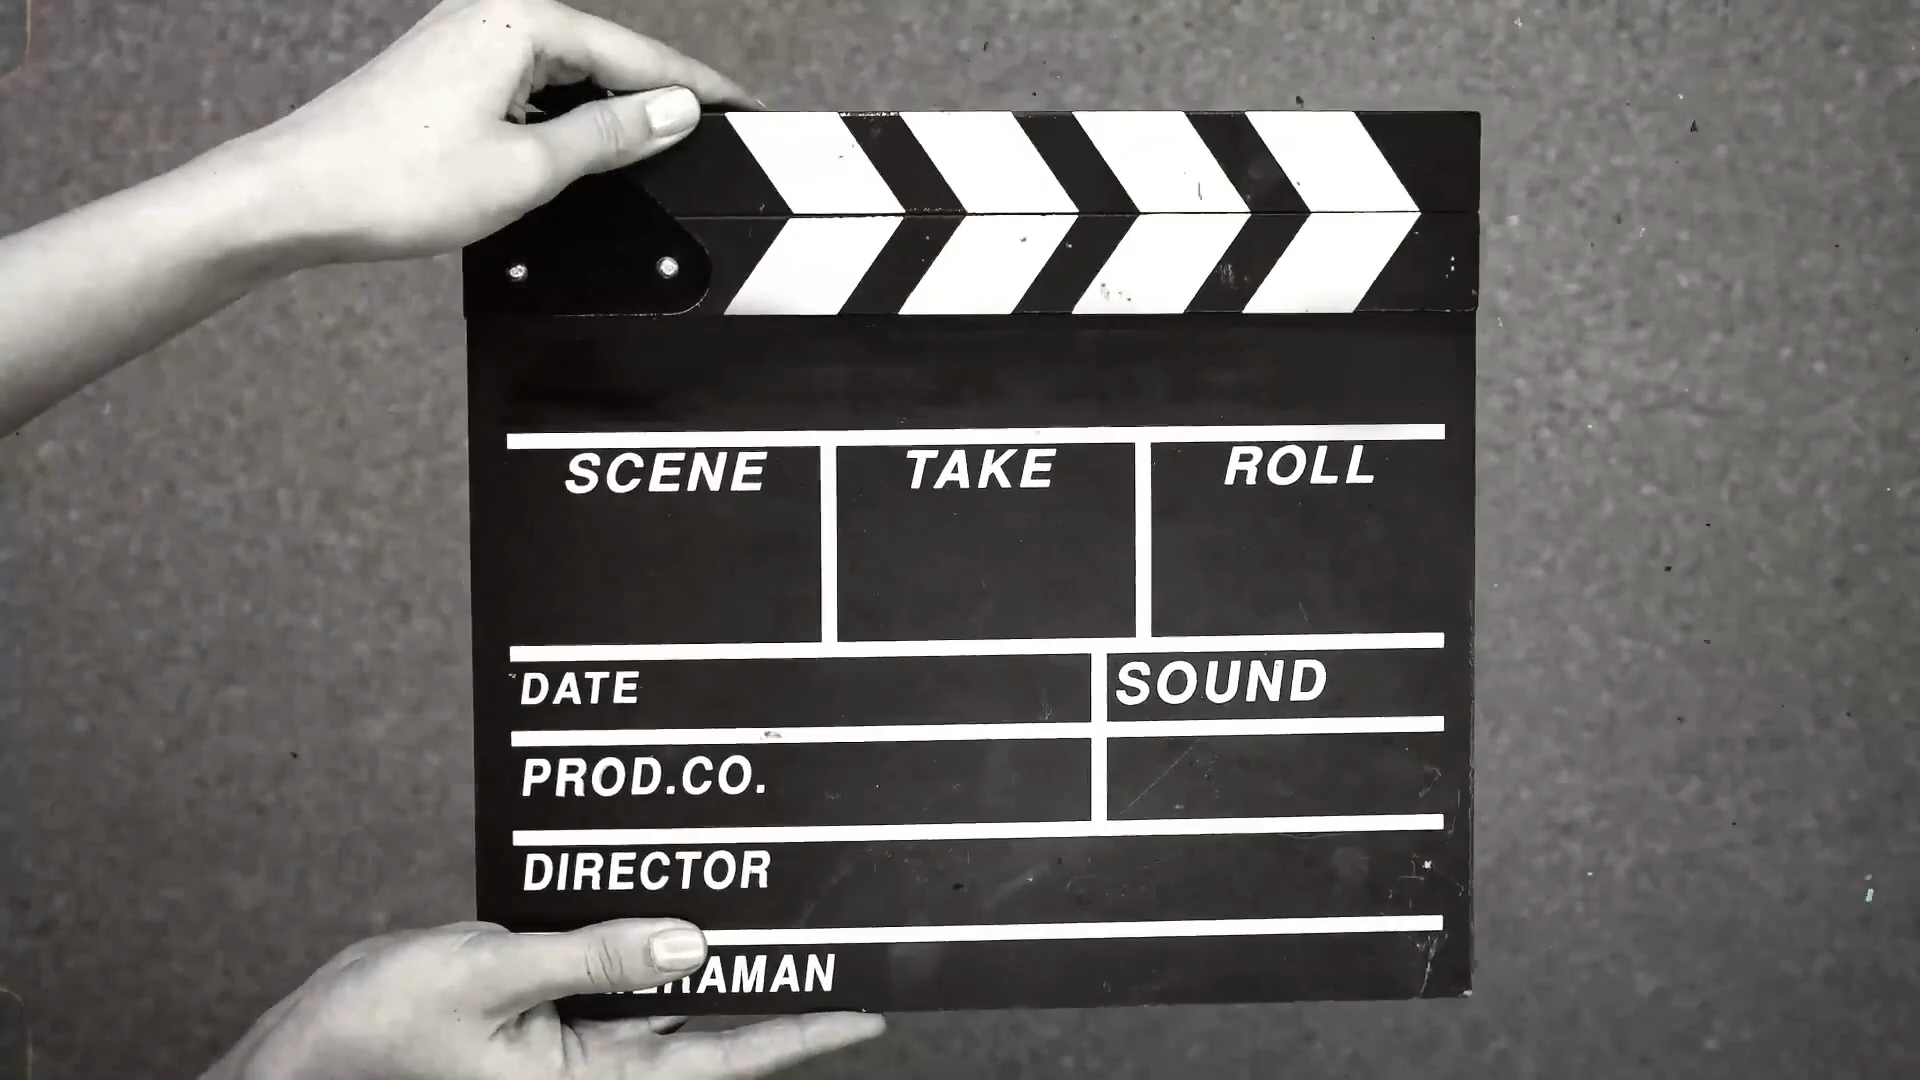 SCENE TAKE ROLL
DATE SOUND
PROD.CO.
DIRECTOR